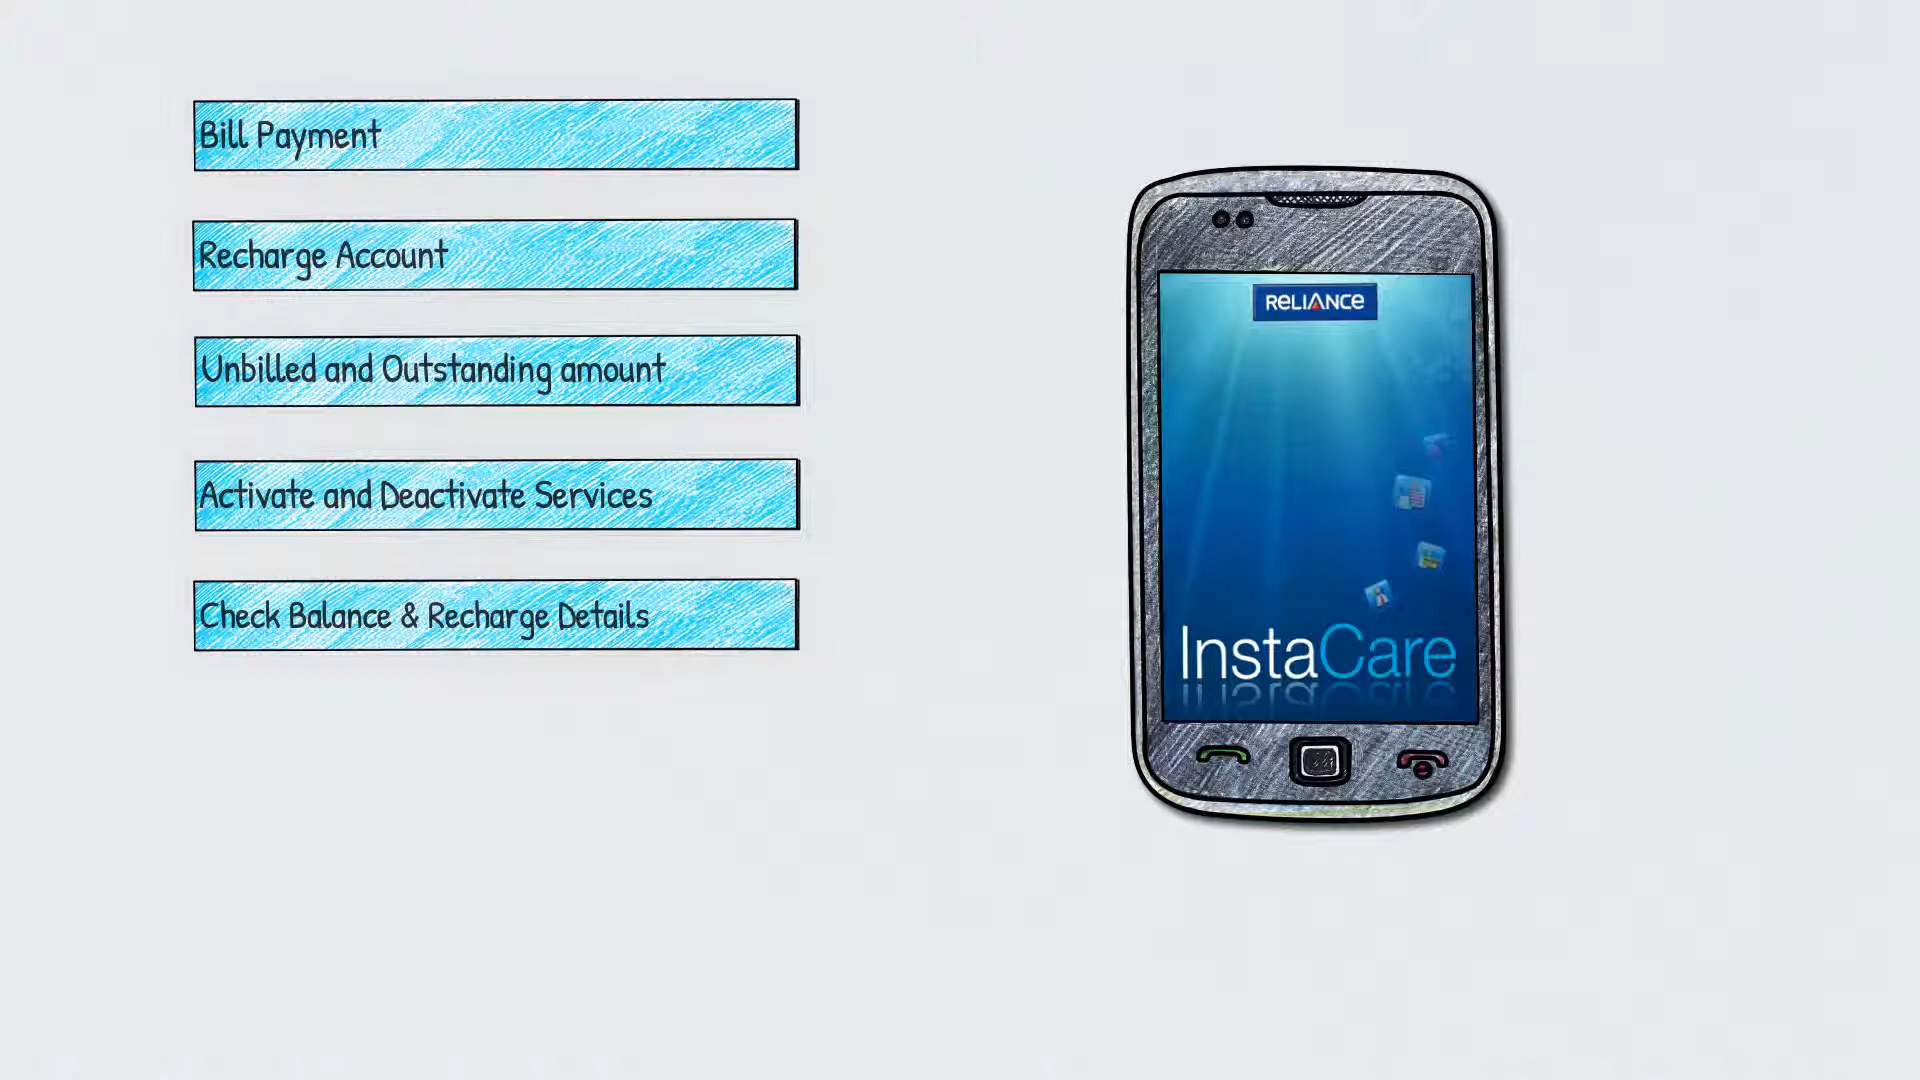 Bill Payment
Recharge Account
Unbilled and Outstanding amount
Activate and Deactivate Services
Check Balance & Recharge Details
RELIANCE
InstaCare